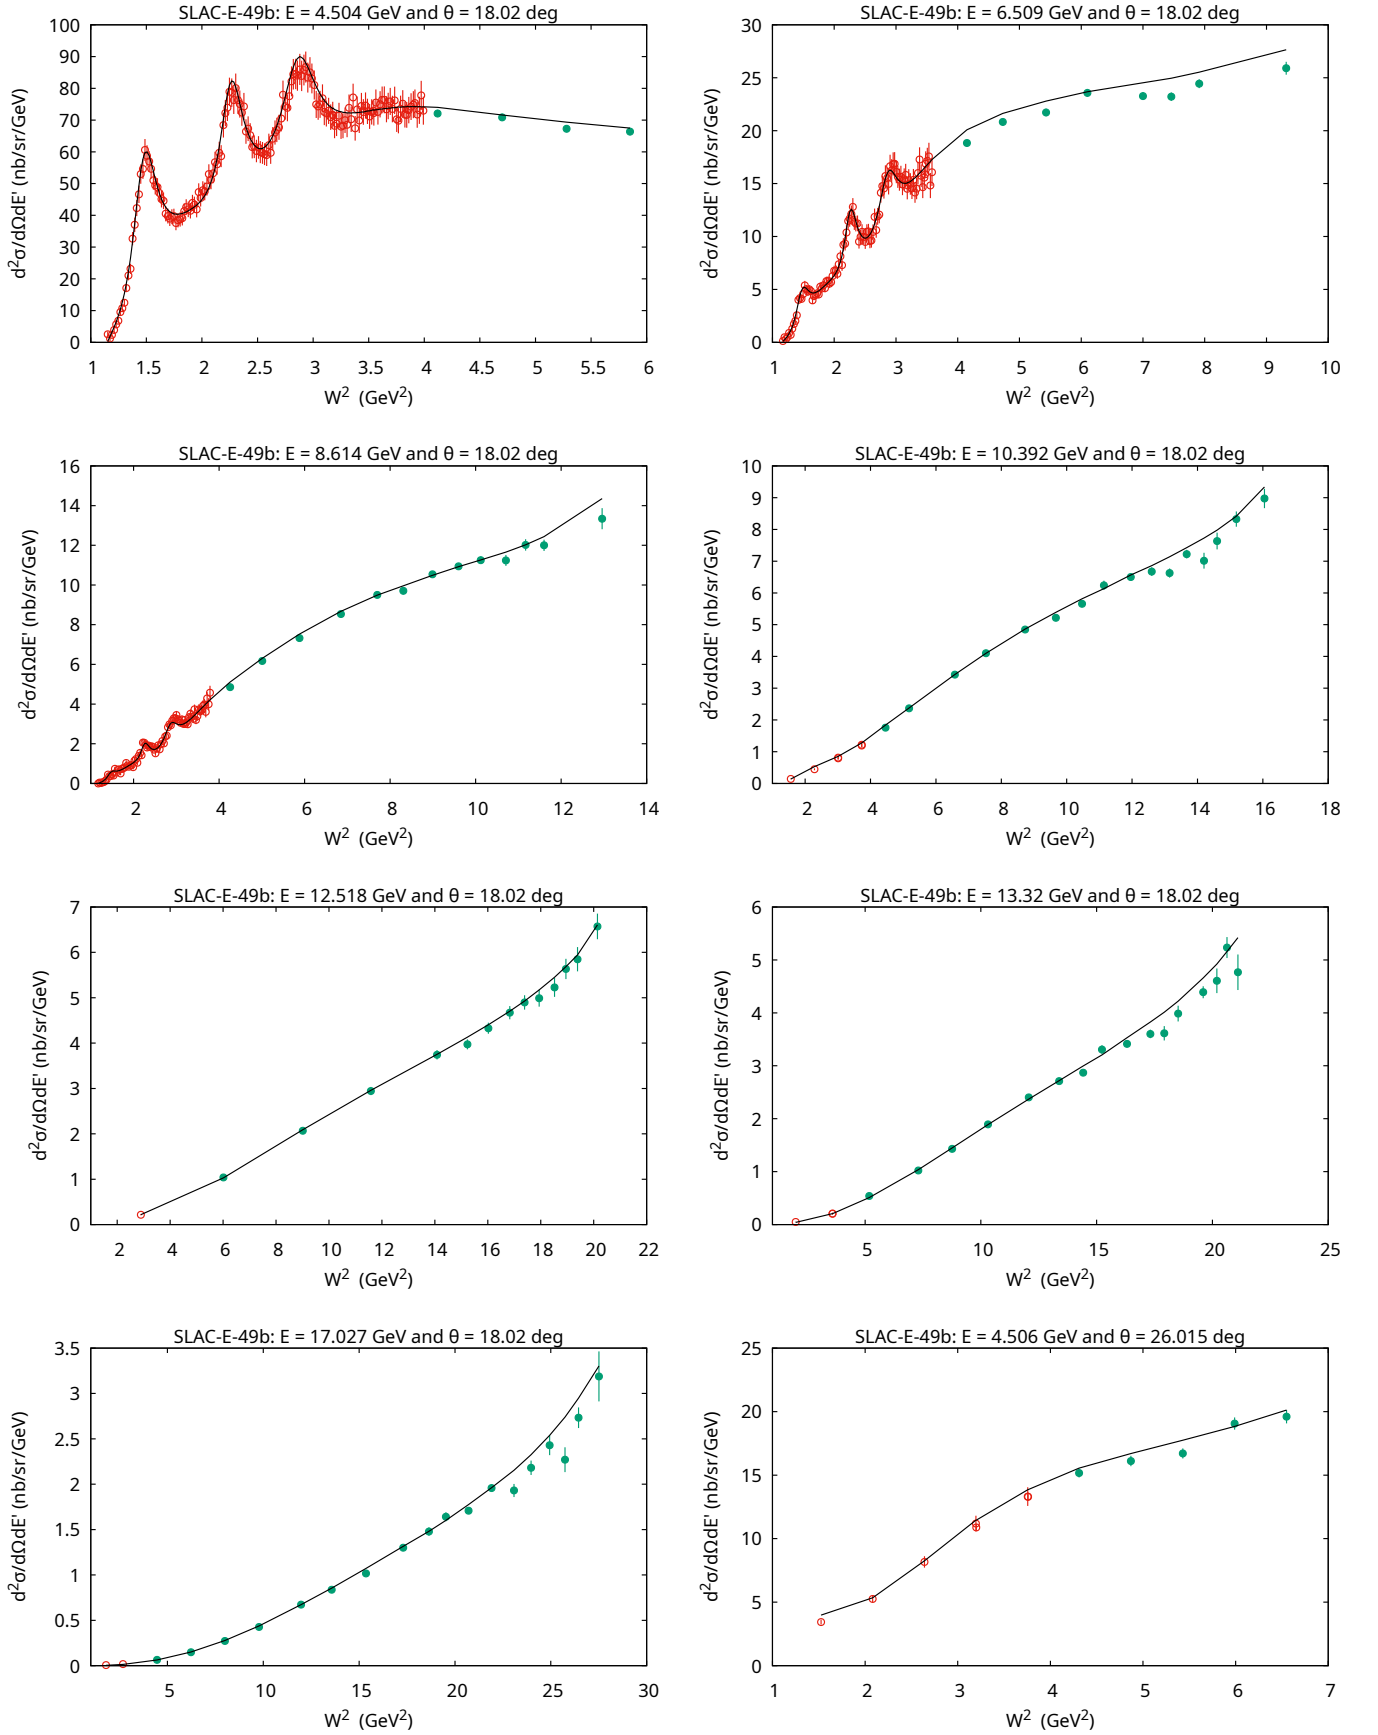 SLAC-E-49b: E = 4.504 GeV and θ = 18.02 deg
d²σ/dΩdE' (nb/sr/GeV)
100
90
80
70
60
50
40
30
20
10
0
1 1.5 2 2.5 3 3.5 4 4.5 5 5.5 6
W² (GeV²)
SLAC-E-49b: E = 6.509 GeV and θ = 18.02 deg
d²σ/dΩdE' (nb/sr/GeV)
30
25
20
15
10
5
0
1 2 3 4 5 6 7 8 9 10
W² (GeV²)
SLAC-E-49b: E = 8.614 GeV and θ = 18.02 deg
d²σ/dΩdE' (nb/sr/GeV)
16
14
12
10
8
6
4
2
0
2 4 6 8 10 12 14
W² (GeV²)
SLAC-E-49b: E = 10.392 GeV and θ = 18.02 deg
d²σ/dΩdE' (nb/sr/GeV)
10
9
8
7
6
5
4
3
2
1
0
2 4 6 8 10 12 14 16 18
W² (GeV²)
SLAC-E-49b: E = 12.518 GeV and θ = 18.02 deg
d²σ/dΩdE' (nb/sr/GeV)
7
6
5
4
3
2
1
0
2 4 6 8 10 12 14 16 18 20 22
W² (GeV²)
SLAC-E-49b: E = 13.32 GeV and θ = 18.02 deg
d²σ/dΩdE' (nb/sr/GeV)
6
5
4
3
2
1
0
5 10 15 20 25
W² (GeV²)
SLAC-E-49b: E = 17.027 GeV and θ = 18.02 deg
d²σ/dΩdE' (nb/sr/GeV)
3.5
3
2.5
2
1.5
1
0.5
0
5 10 15 20 25 30
W² (GeV²)
SLAC-E-49b: E = 4.506 GeV and θ = 26.015 deg
d²σ/dΩdE' (nb/sr/GeV)
25
20
15
10
5
0
1 2 3 4 5 6 7
W² (GeV²)